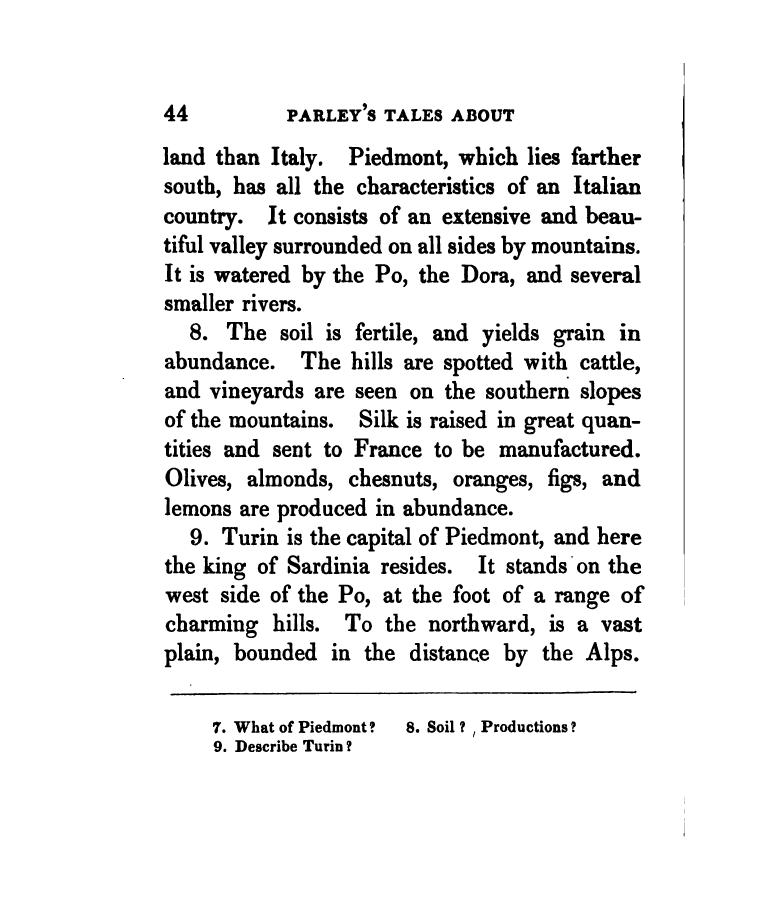 44 PARLEY'S TALES ABOUT
land than Italy. Piedmont, which lies farther
south, has all the characteristics of an Italian
country. It consists of an extensive and beau-
tiful valley surrounded on all sides by mountains.
It is watered by the Po, the Dora, and several
smaller rivers.
8. The soil is fertile, and yields grain in
abundance. The hills are spotted with cattle,
and vineyards are seen on the southern slopes
of the mountains. Silk is raised in great quan-
tities and sent to France to be manufactured.
Olives, almonds, chesnuts, oranges, figs, and
lemons are produced in abundance.
9. Turin is the capital of Piedmont, and here
the king of Sardinia resides. It stands on the
west side of the Po, at the foot of a range of
charming hills. To the northward, is a vast
plain, bounded in the distance by the Alps.
7. What of Piedmont? 8. Soil? Productions?
9. Describe Turin?